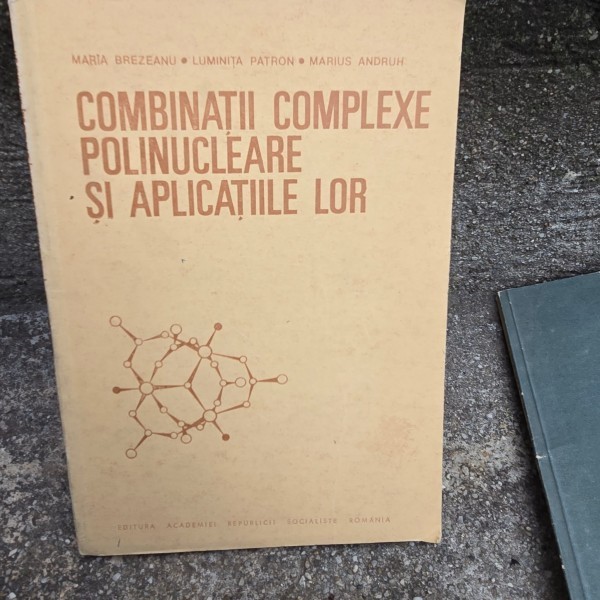 MARIA BREZEANU • LUMINIȚA PATRON • MARIUS ANDRUH
COMBINAȚII COMPLEXE
POLINUCLEARE
ȘI APLICAȚIILE LOR
EDITURA ACADEMIEI REPUBLICII SOCIALISTE ROMÂNIA